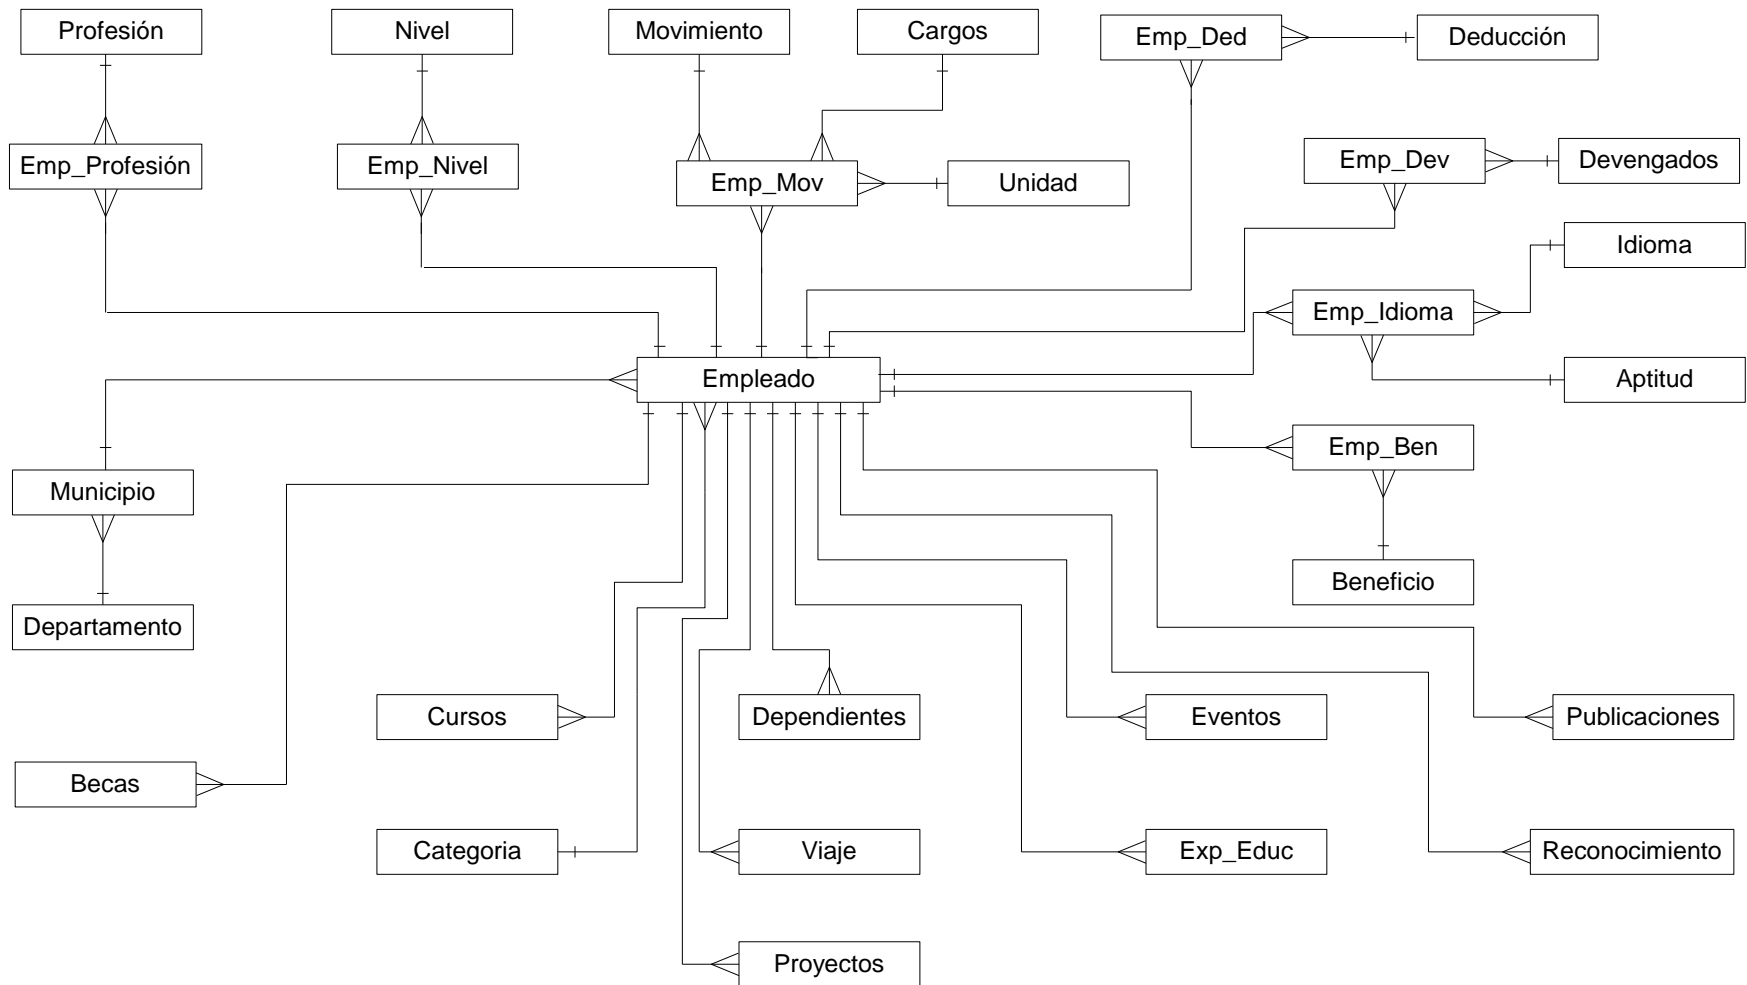 Profesión
Nivel
Movimiento
Cargos
Emp_Ded
Deducción
Emp_Profesión
Emp_Nivel
Emp_Mov
Unidad
Emp_Dev
Devengados
Idioma
Emp_Idioma
Empleado
Aptitud
Emp_Ben
Municipio
Beneficio
Departamento
Cursos
Dependientes
Eventos
Publicaciones
Becas
Categoria
Viaje
Exp_Educ
Reconocimiento
Proyectos